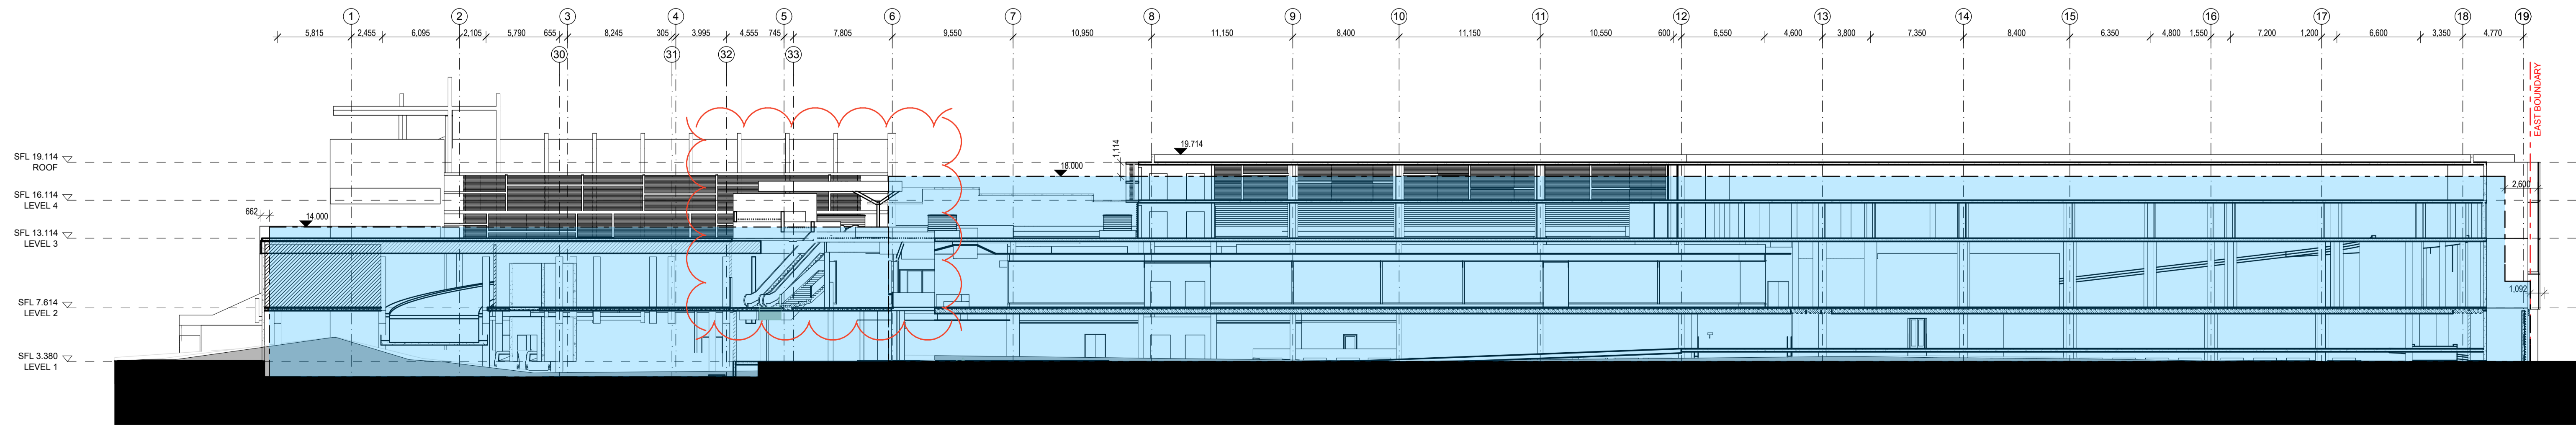 1 2 3 4 5 6 7 8 9 10 11 12 13 14 15 16 17 18 19
5,815 2,455 6,095 2,105 5,790 655 8,245 305 3,995 4,555 745 7,805 9,550 10,950 11,150 8,400 11,150 10,550 600 6,550 4,600 3,800 7,350 8,400 6,350 4,800 1,550 7,200 1,200 6,600 3,350 4,770
30 31 32 33
EAST BOUNDARY
19.714
1,114
SFL 19.114
ROOF
18.000
2,600
SFL 16.114
LEVEL 4
662
14.000
SFL 13.114
LEVEL 3
1,092
SFL 7.614
LEVEL 2
SFL 3.380
LEVEL 1